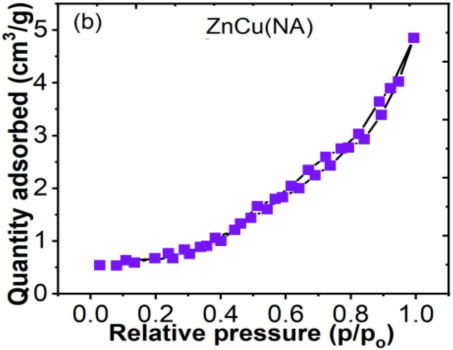 (b)
ZnCu(NA)
Quantity adsorbed (cm³/g)
5
4
3
2
1
0
0.0 0.2 0.4 0.6 0.8 1.0
Relative pressure (p/pₒ)